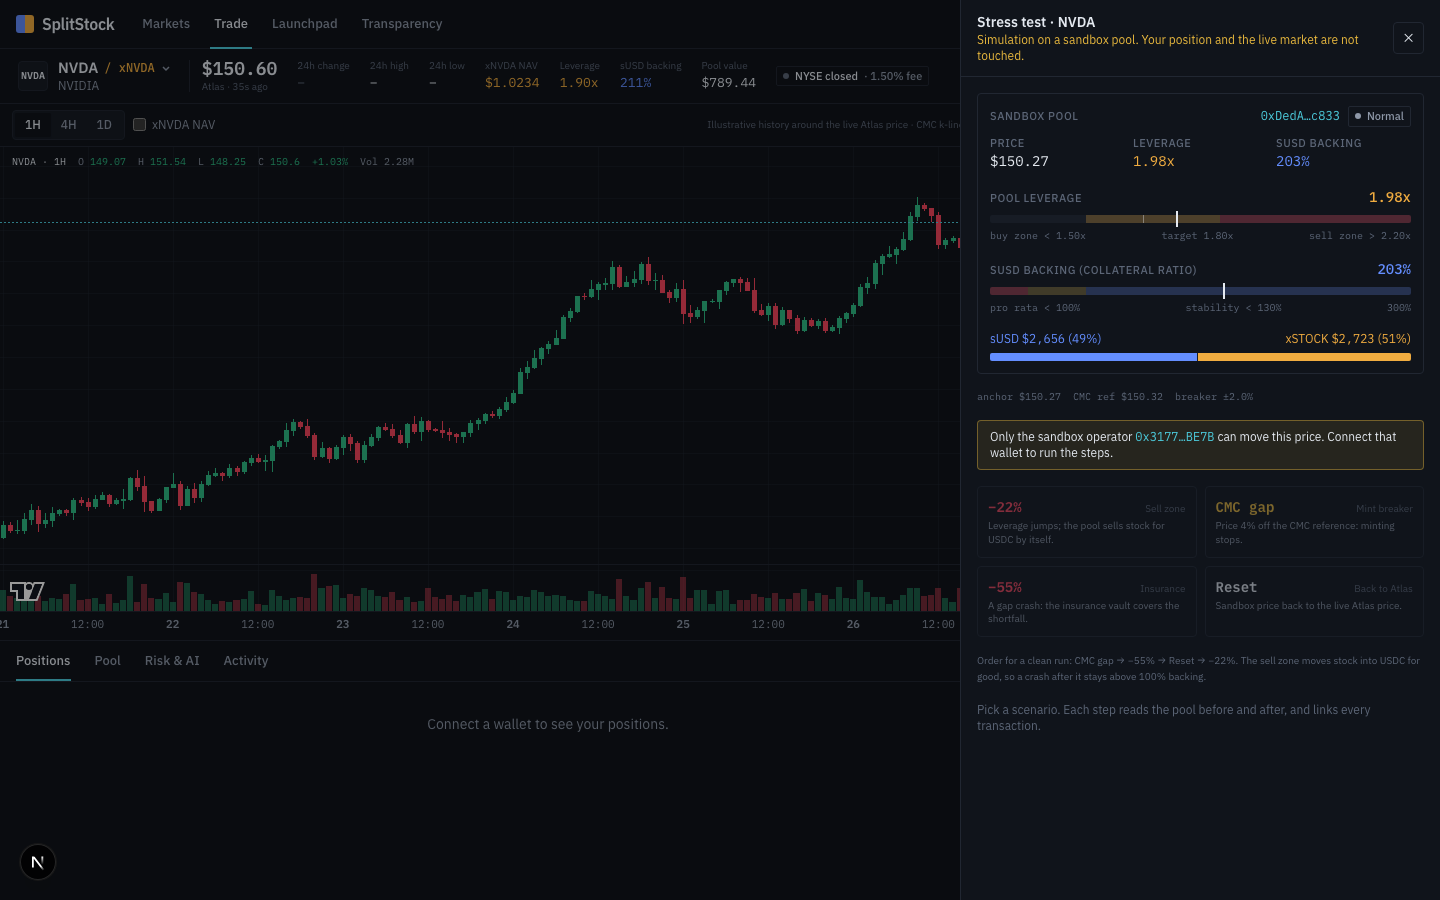 SplitStock
Markets
Trade
Launchpad
Transparency
NVDA
NVDA / xNVDA
NVIDIA
$150.60
Atlas · 35s ago
24h change
–
24h high
–
24h low
–
xNVDA NAV
$1.0234
Leverage
1.90x
sUSD backing
211%
Pool value
$789.44
NYSE closed · 1.50% fee
1H
4H
1D
xNVDA NAV
Illustrative history around the live Atlas price · CMC k-line
NVDA · 1H O 149.07 H 151.54 L 148.25 C 150.6 +1.03% Vol 2.28M
21 12:00 22 12:00 23 12:00 24 12:00 25 12:00 26 12:00
Positions
Pool
Risk & AI
Activity
Connect a wallet to see your positions.
N
Stress test · NVDA
Simulation on a sandbox pool. Your position and the live market are not
touched.
SANDBOX POOL
0xDedA…c833
Normal
PRICE
$150.27
LEVERAGE
1.98x
SUSD BACKING
203%
POOL LEVERAGE
1.98x
buy zone < 1.50x
target 1.80x
sell zone > 2.20x
SUSD BACKING (COLLATERAL RATIO)
203%
pro rata < 100%
stability < 130%
300%
sUSD $2,656 (49%)
xSTOCK $2,723 (51%)
anchor $150.27 CMC ref $150.32 breaker ±2.0%
Only the sandbox operator 0x3177…BE7B can move this price. Connect that
wallet to run the steps.
−22%
Sell zone
Leverage jumps; the pool sells stock for
USDC by itself.
CMC gap
Mint breaker
Price 4% off the CMC reference: minting
stops.
−55%
Insurance
A gap crash: the insurance vault covers the
shortfall.
Reset
Back to Atlas
Sandbox price back to the live Atlas price.
Order for a clean run: CMC gap → −55% → Reset → −22%. The sell zone moves stock into USDC for
good, so a crash after it stays above 100% backing.
Pick a scenario. Each step reads the pool before and after, and links every
transaction.